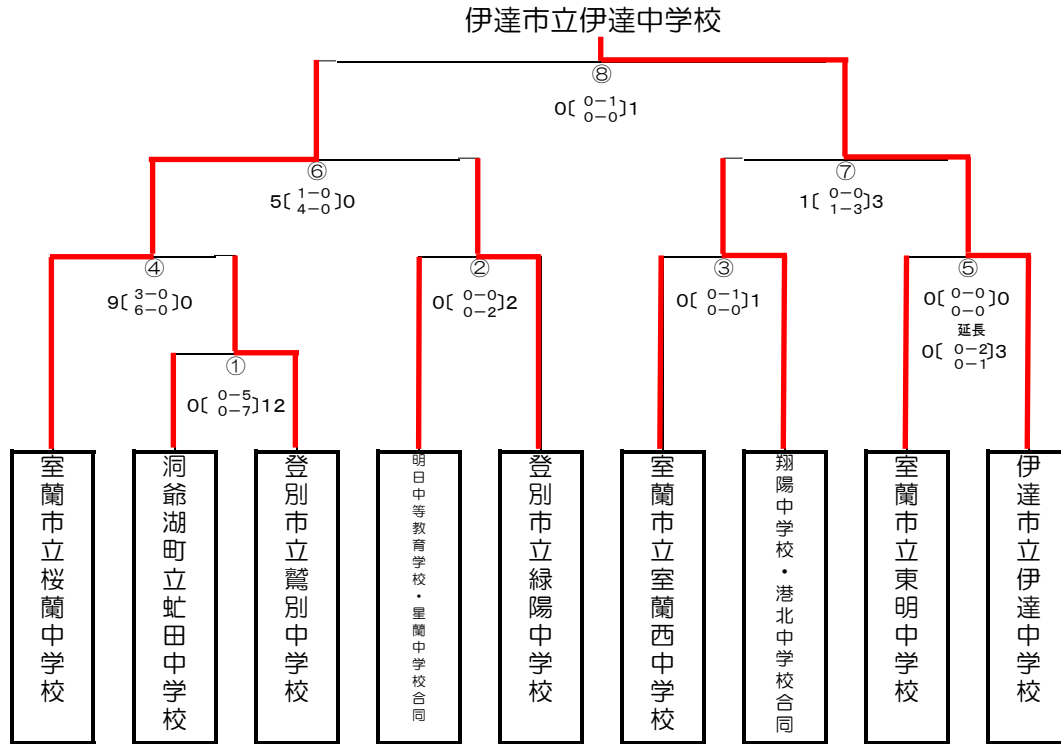 伊達市立伊達中学校
⑧
0〔 0-1
0-0 〕1
⑥
5〔 1-0
4-0 〕0
⑦
1〔 0-0
1-3 〕3
④
9〔 3-0
6-0 〕0
②
0〔 0-0
0-2 〕2
③
0〔 0-1
0-0 〕1
⑤
0〔 0-0
0-0 〕0
延長
0〔 0-2
0-1 〕3
①
0〔 0-5
0-7 〕12
室蘭市立桜蘭中学校
洞爺湖町立虻田中学校
登別市立鷲別中学校
明日中等教育学校・星蘭中学校合同
登別市立緑陽中学校
室蘭市立室蘭西中学校
翔陽中学校・港北中学校合同
室蘭市立東明中学校
伊達市立伊達中学校